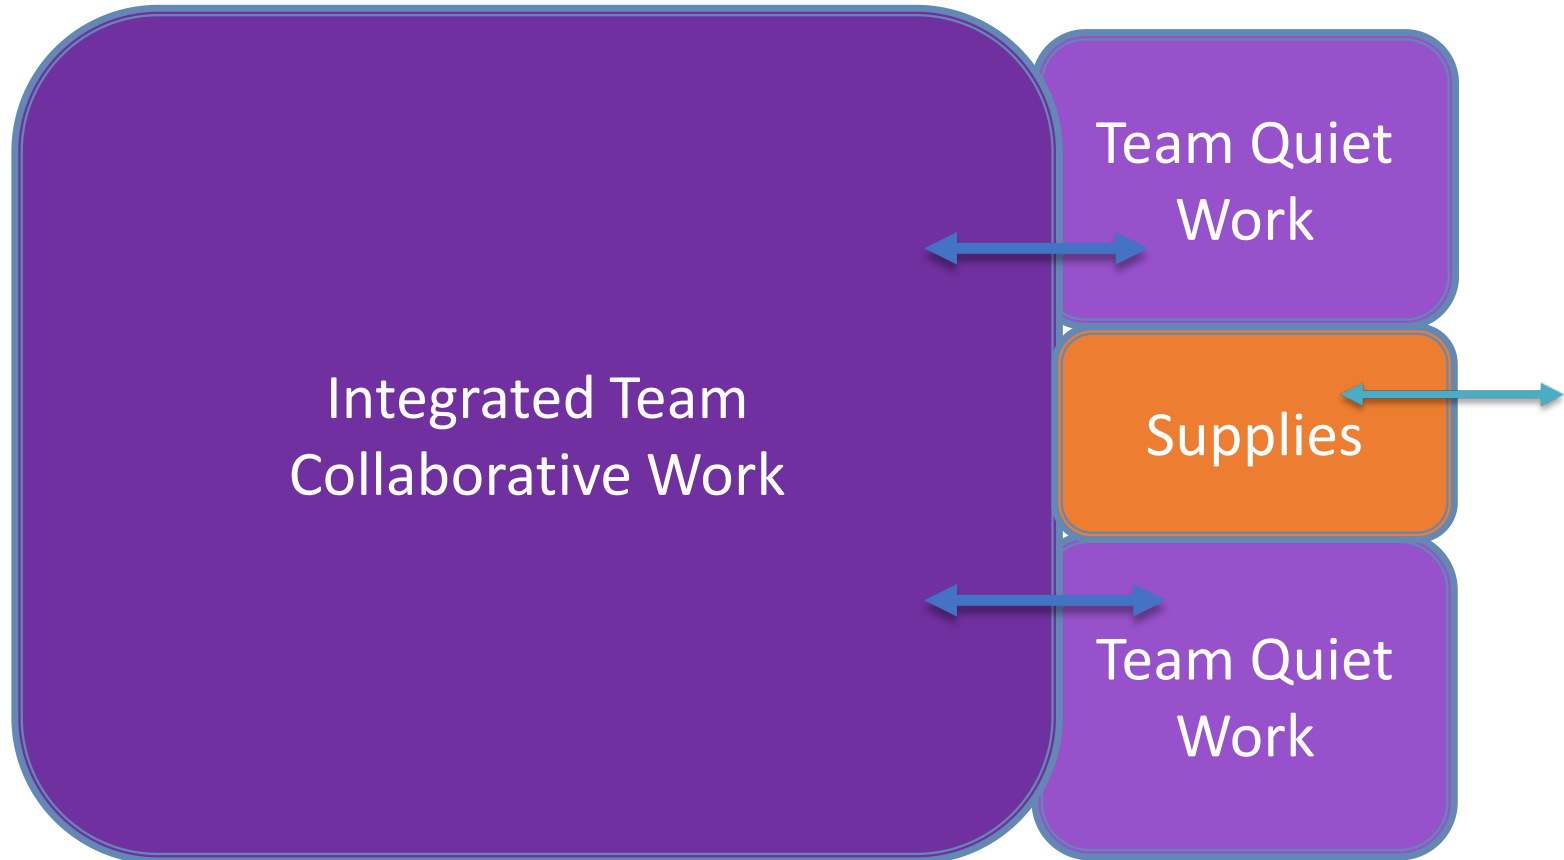 Integrated Team
Collaborative Work
Team Quiet
Work
Supplies
Team Quiet
Work